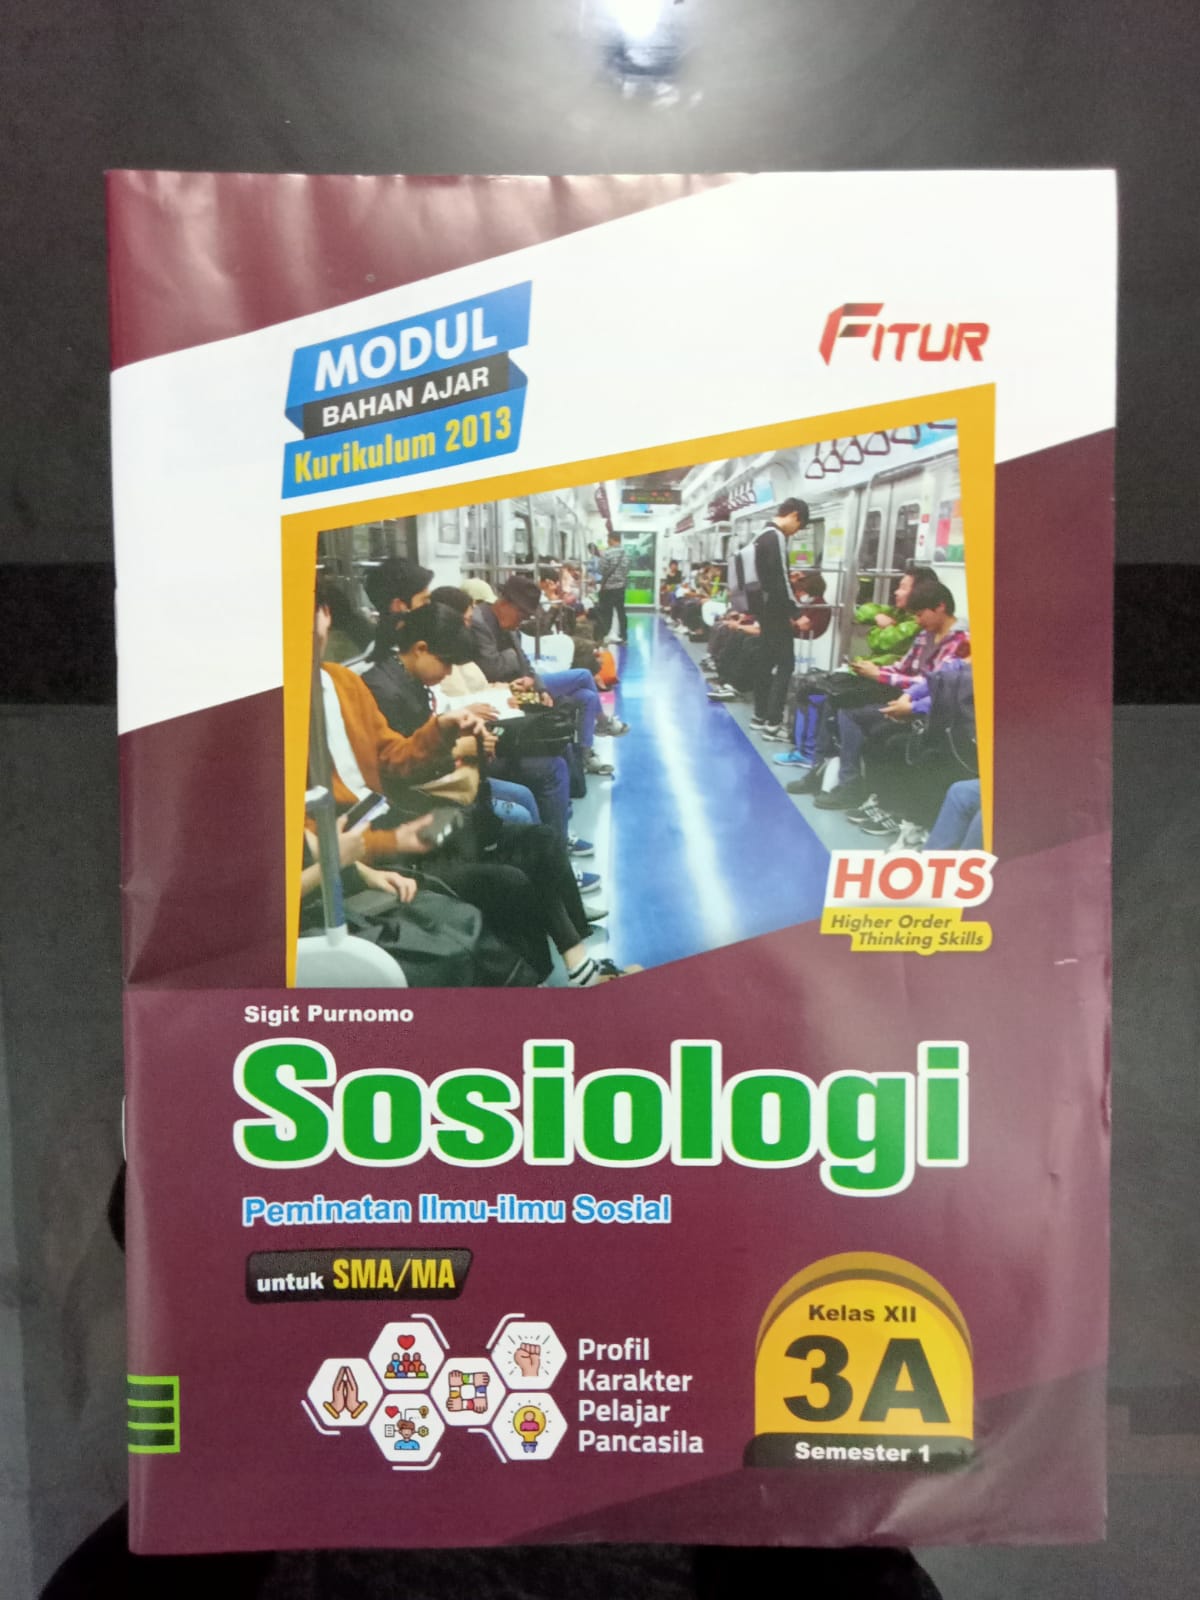 MODUL
BAHAN AJAR
Kurikulum 2013
FITUR
HOTS
Higher Order
Thinking Skills
Sigit Purnomo
Sosiologi
Peminatan Ilmu-ilmu Sosial
untuk SMA/MA
Profil
Karakter
Pelajar
Pancasila
Kelas XII
3A
Semester 1